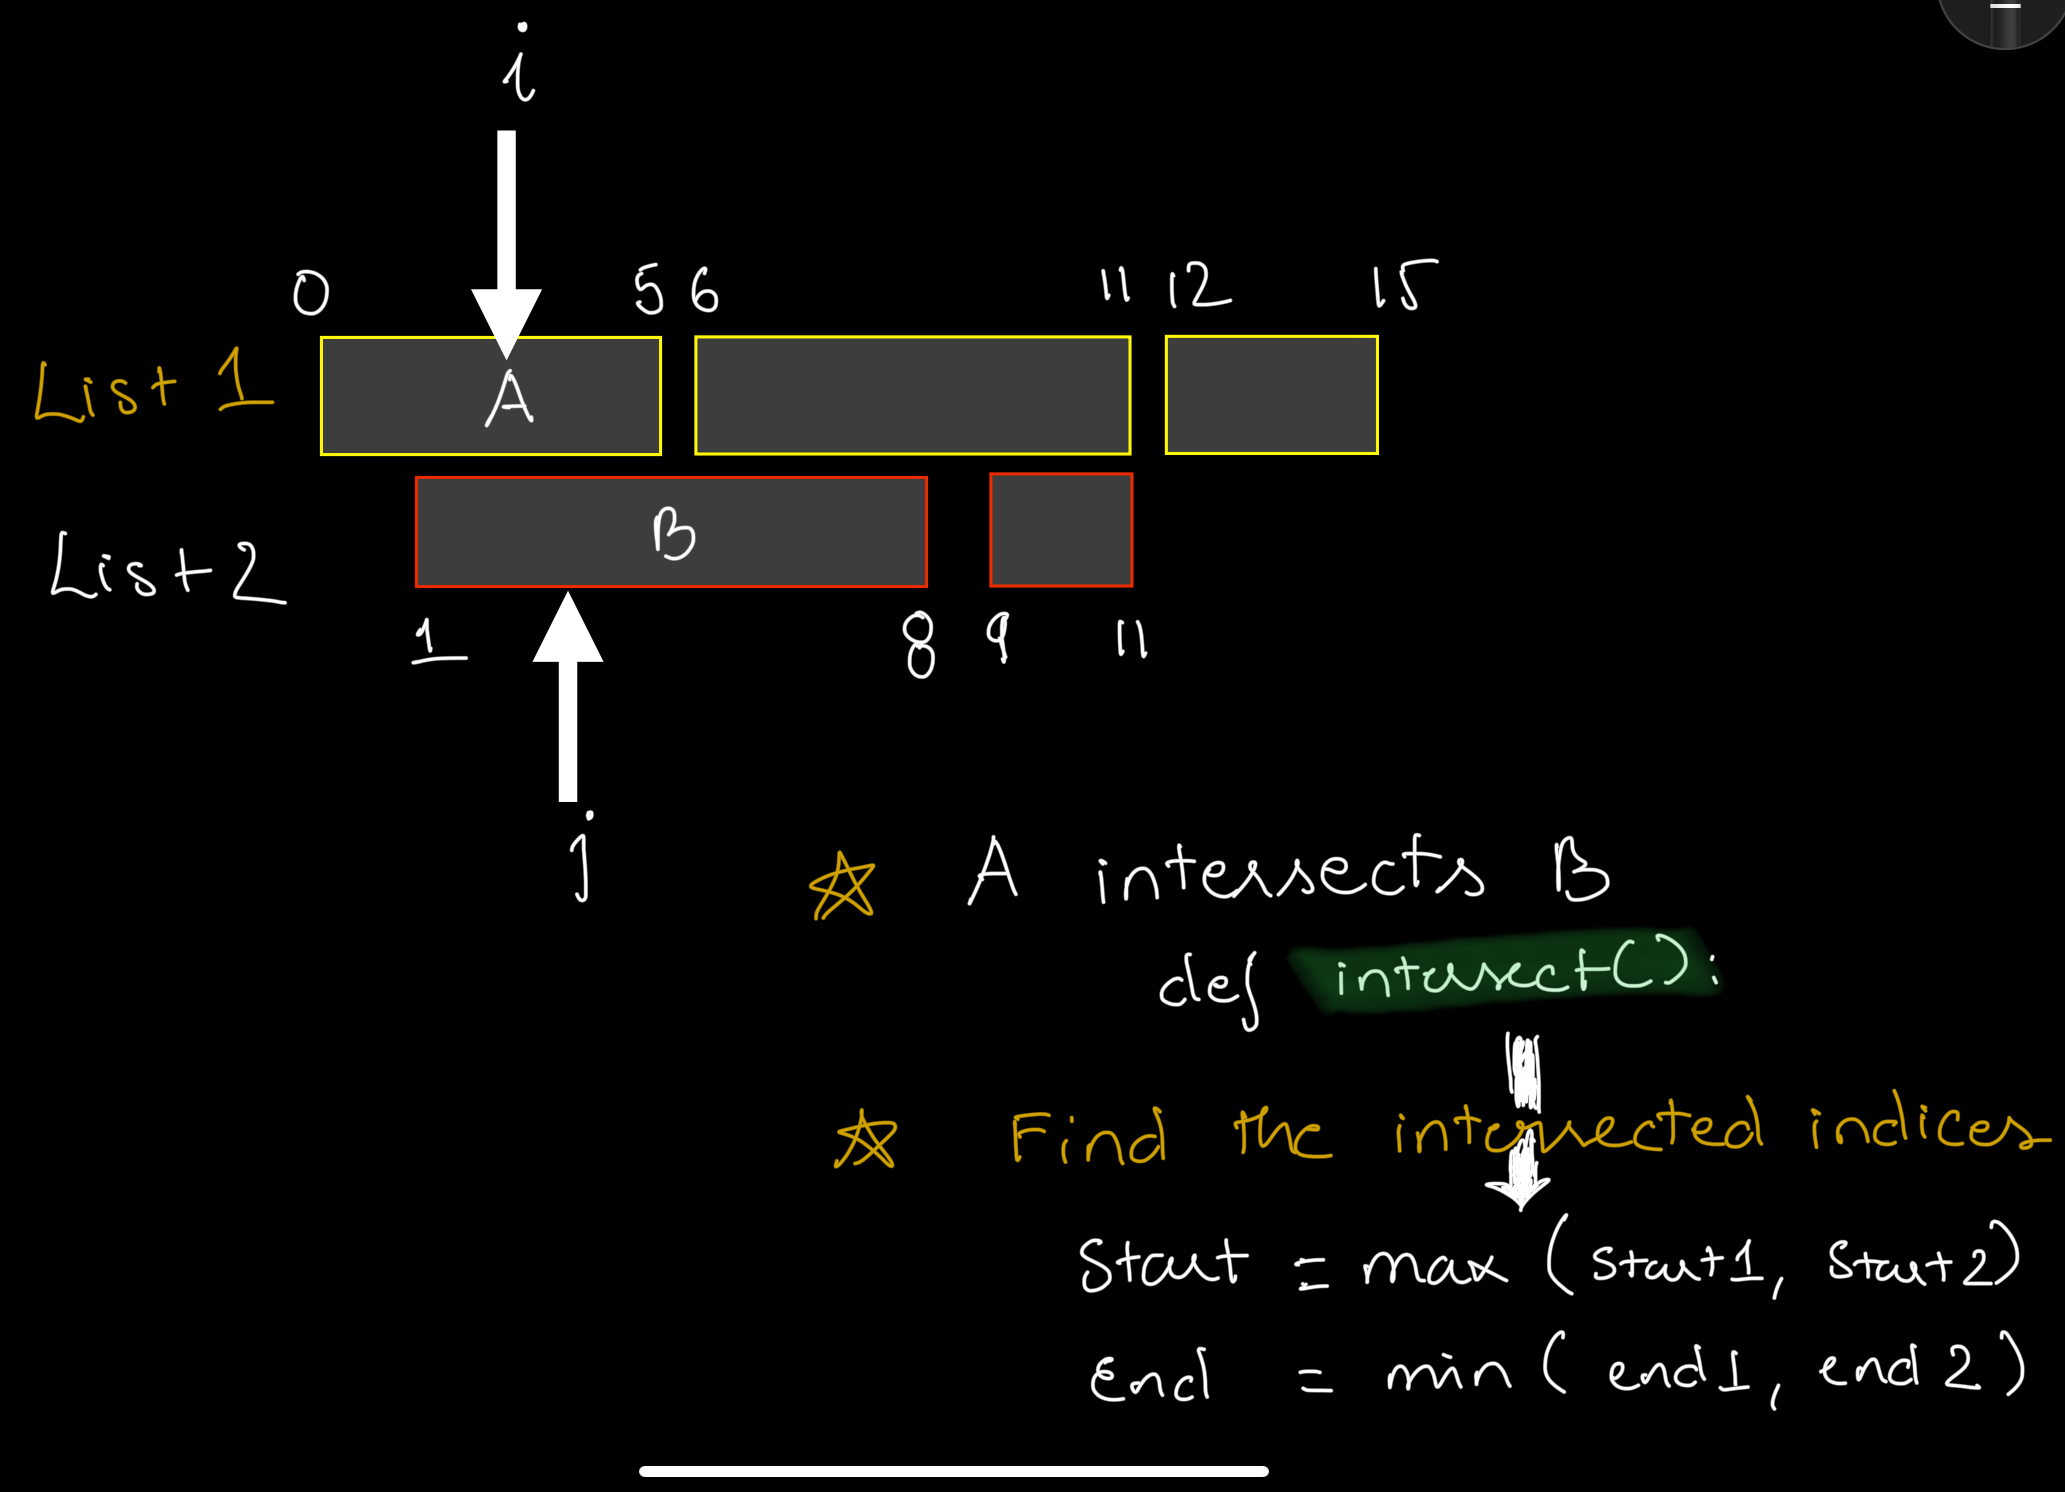 i
0 5 6 11 12 15
List 1
A
B
List 2
1 8 9 11
j
☆ A intersects B
def intersect():
☆ Find the intersected indices
Start = max (start1, start2)
End = min ( end1, end 2 )